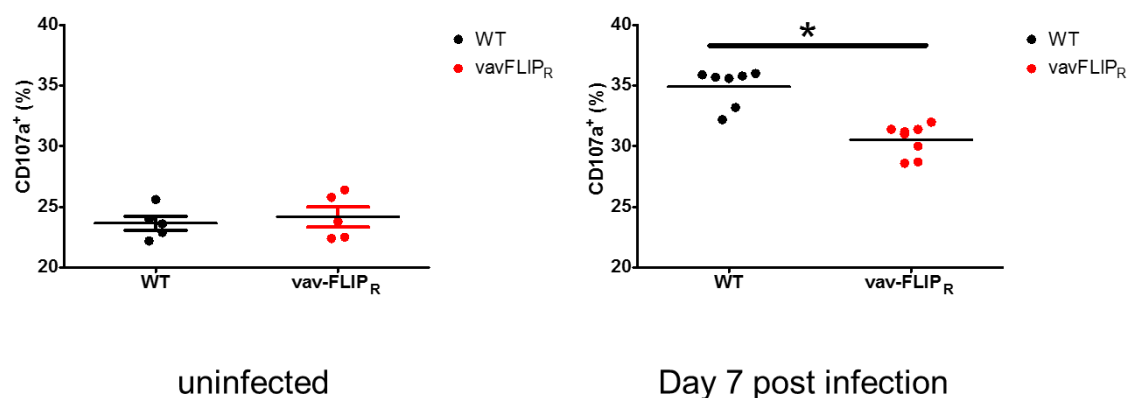 40
35
30
25
20
CD107a+ (%)
WT
vavFLIPR
WT
vav-FLIPR
uninfected
40
35
30
25
20
CD107a+ (%)
*
WT
vavFLIPR
WT
vav-FLIPR
Day 7 post infection